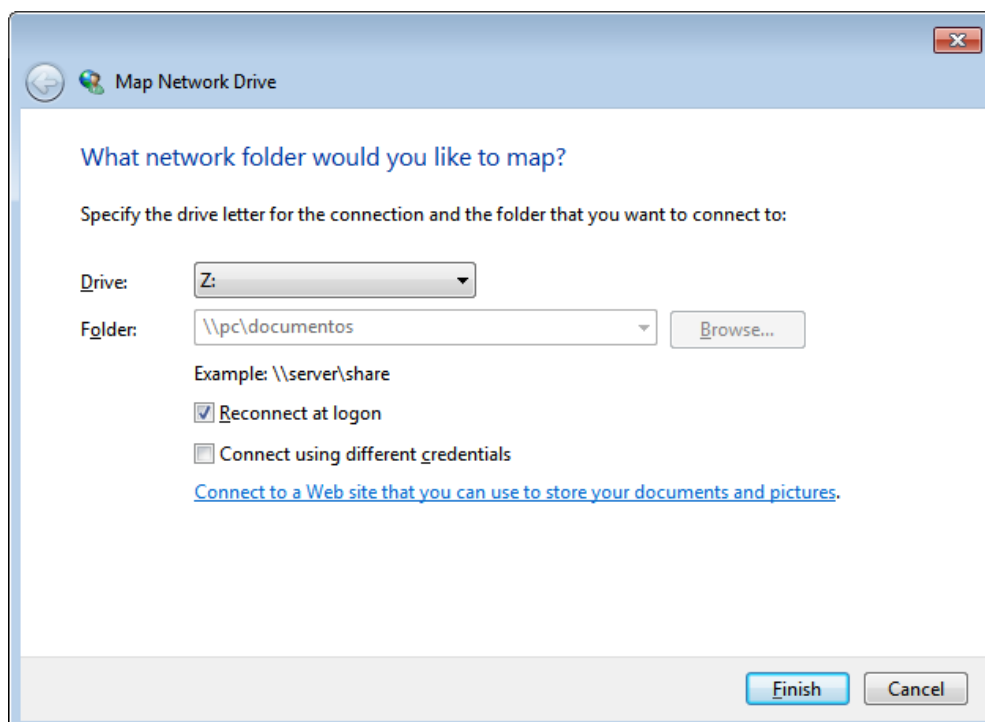 Map Network Drive
What network folder would you like to map?
Specify the drive letter for the connection and the folder that you want to connect to:
Drive: Z:
Folder: \\pc\documentos Browse...
Example: \\server\share
Reconnect at logon
Connect using different credentials
Connect to a Web site that you can use to store your documents and pictures.
Finish Cancel